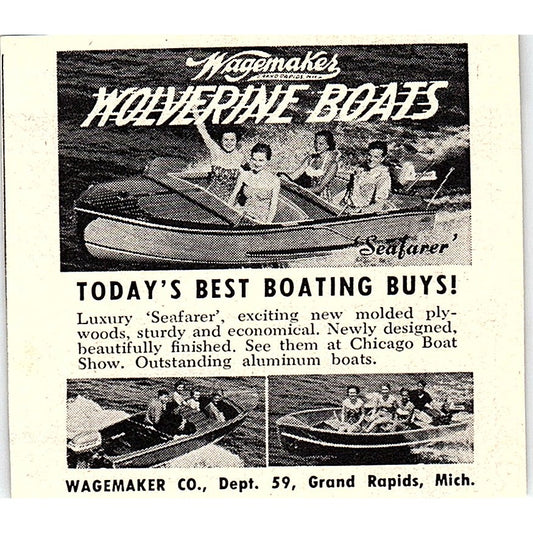 Wagemaker
GRAND RAPIDS, MICH.
WOLVERINE BOATS
'Seafarer'
TODAY'S BEST BOATING BUYS!
Luxury 'Seafarer', exciting new molded ply-
woods, sturdy and economical. Newly designed,
beautifully finished. See them at Chicago Boat
Show. Outstanding aluminum boats.
WAGEMAKER CO., Dept. 59, Grand Rapids, Mich.